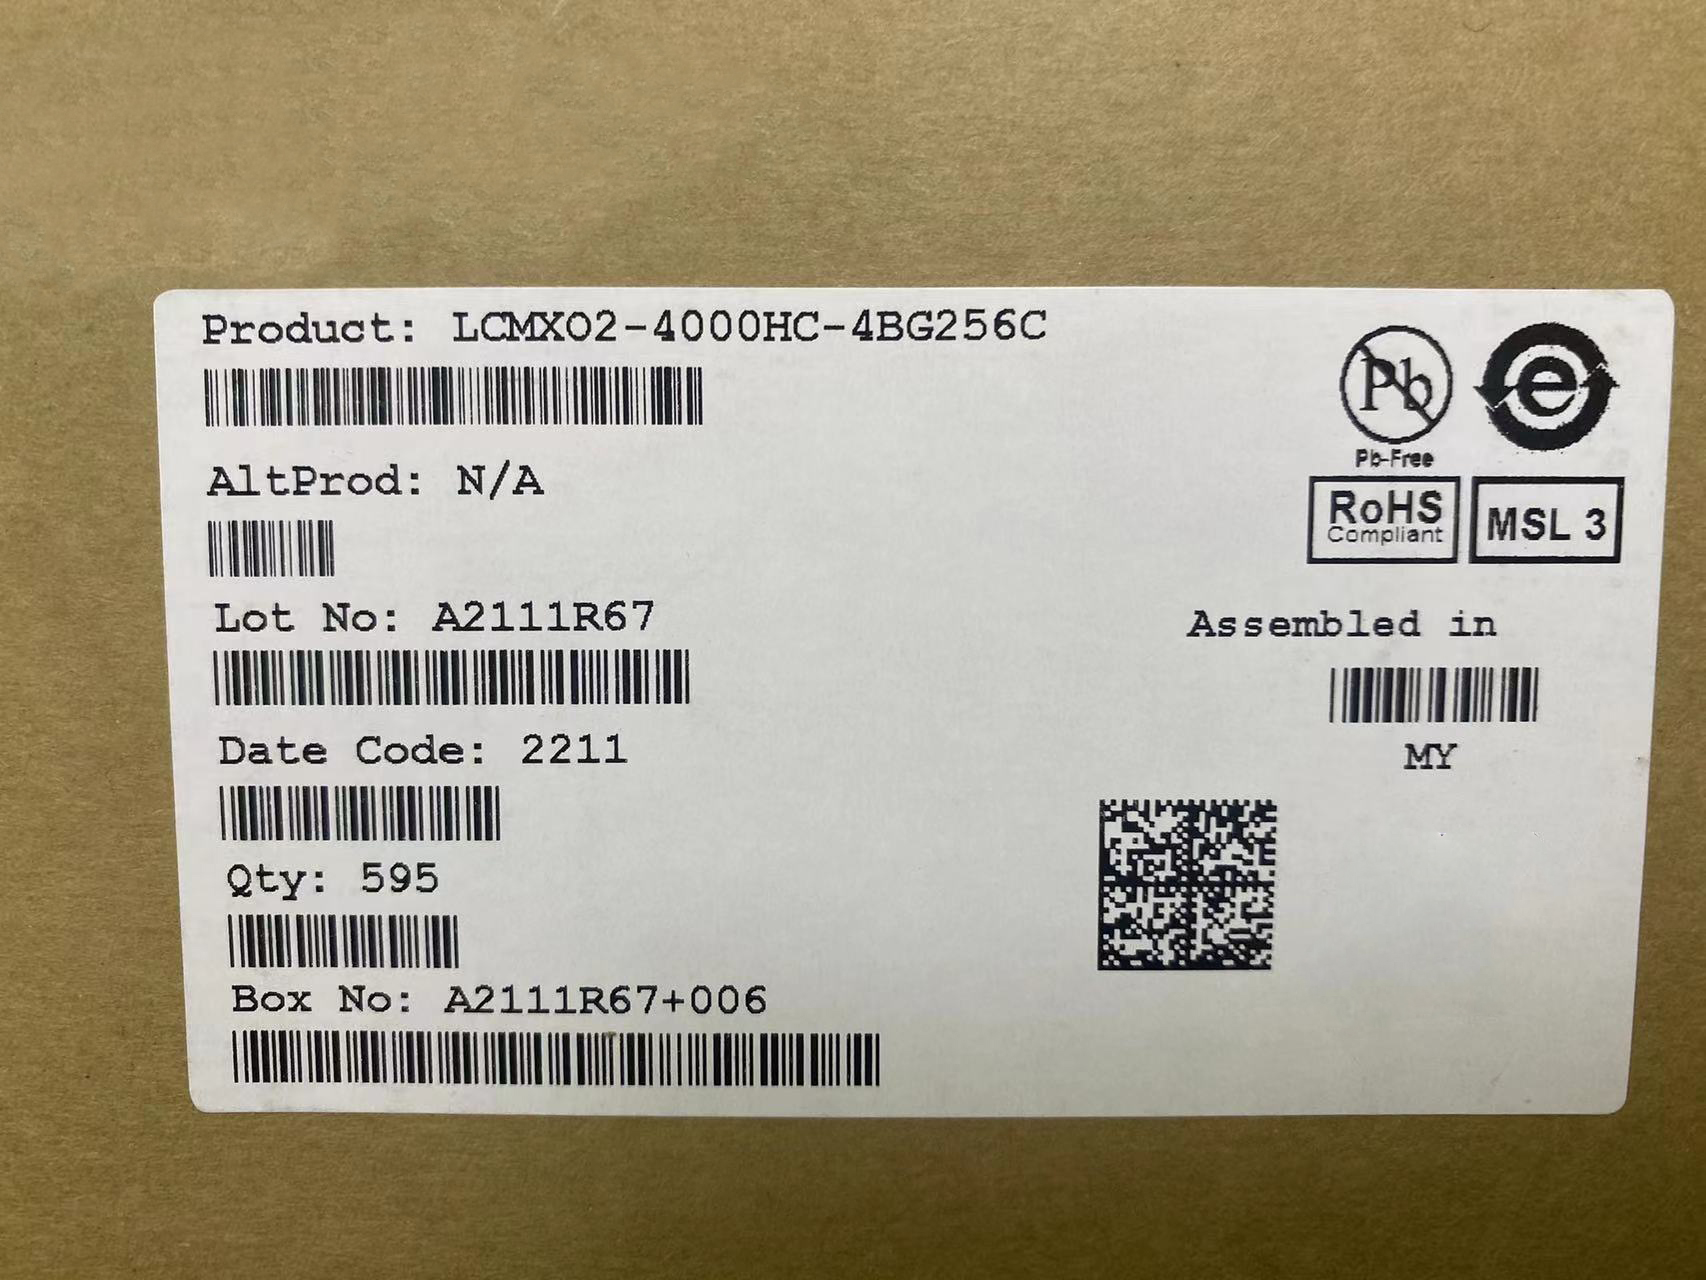 Product: LCMXO2-4000HC-4BG256C
AltProd: N/A
Lot No: A2111R67
Date Code: 2211
Qty: 595
Box No: A2111R67+006
Pb
e
Pb-Free
RoHS
Compliant
MSL 3
Assembled in
MY